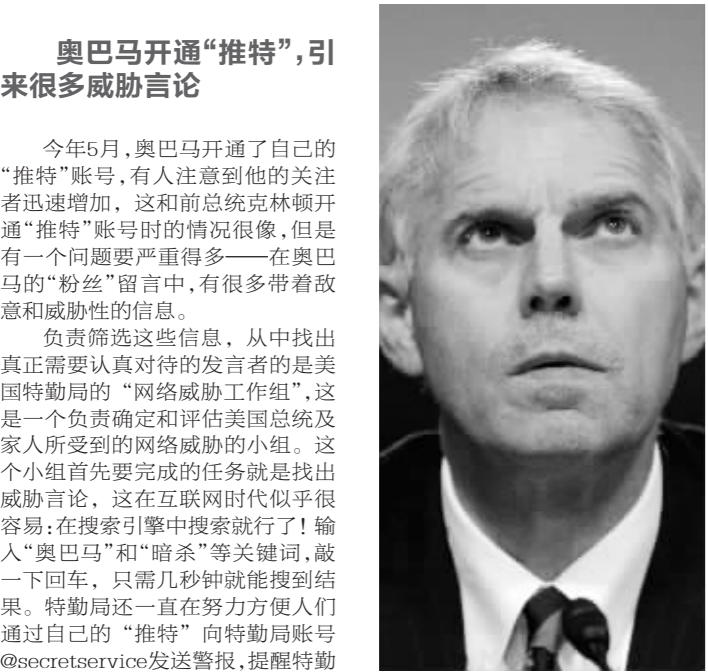 奥巴马开通“推特”,引
来很多威胁言论
今年5月,奥巴马开通了自己的
“推特”账号,有人注意到他的关注
者迅速增加，这和前总统克林顿开
通“推特”账号时的情况很像,但是
有一个问题要严重得多——在奥巴
马的“粉丝”留言中,有很多带着敌
意和威胁性的信息。
负责筛选这些信息，从中找出
真正需要认真对待的发言者的是美
国特勤局的“网络威胁工作组”,这
是一个负责确定和评估美国总统及
家人所受到的网络威胁的小组。这
个小组首先要完成的任务就是找出
威胁言论，这在互联网时代似乎很
容易:在搜索引擎中搜索就行了！输
入“奥巴马”和“暗杀”等关键词,敲
一下回车，只需几秒钟就能搜到结
果。特勤局还一直在努力方便人们
通过自己的“推特”向特勤局账号
@secretservice发送警报,提醒特勤